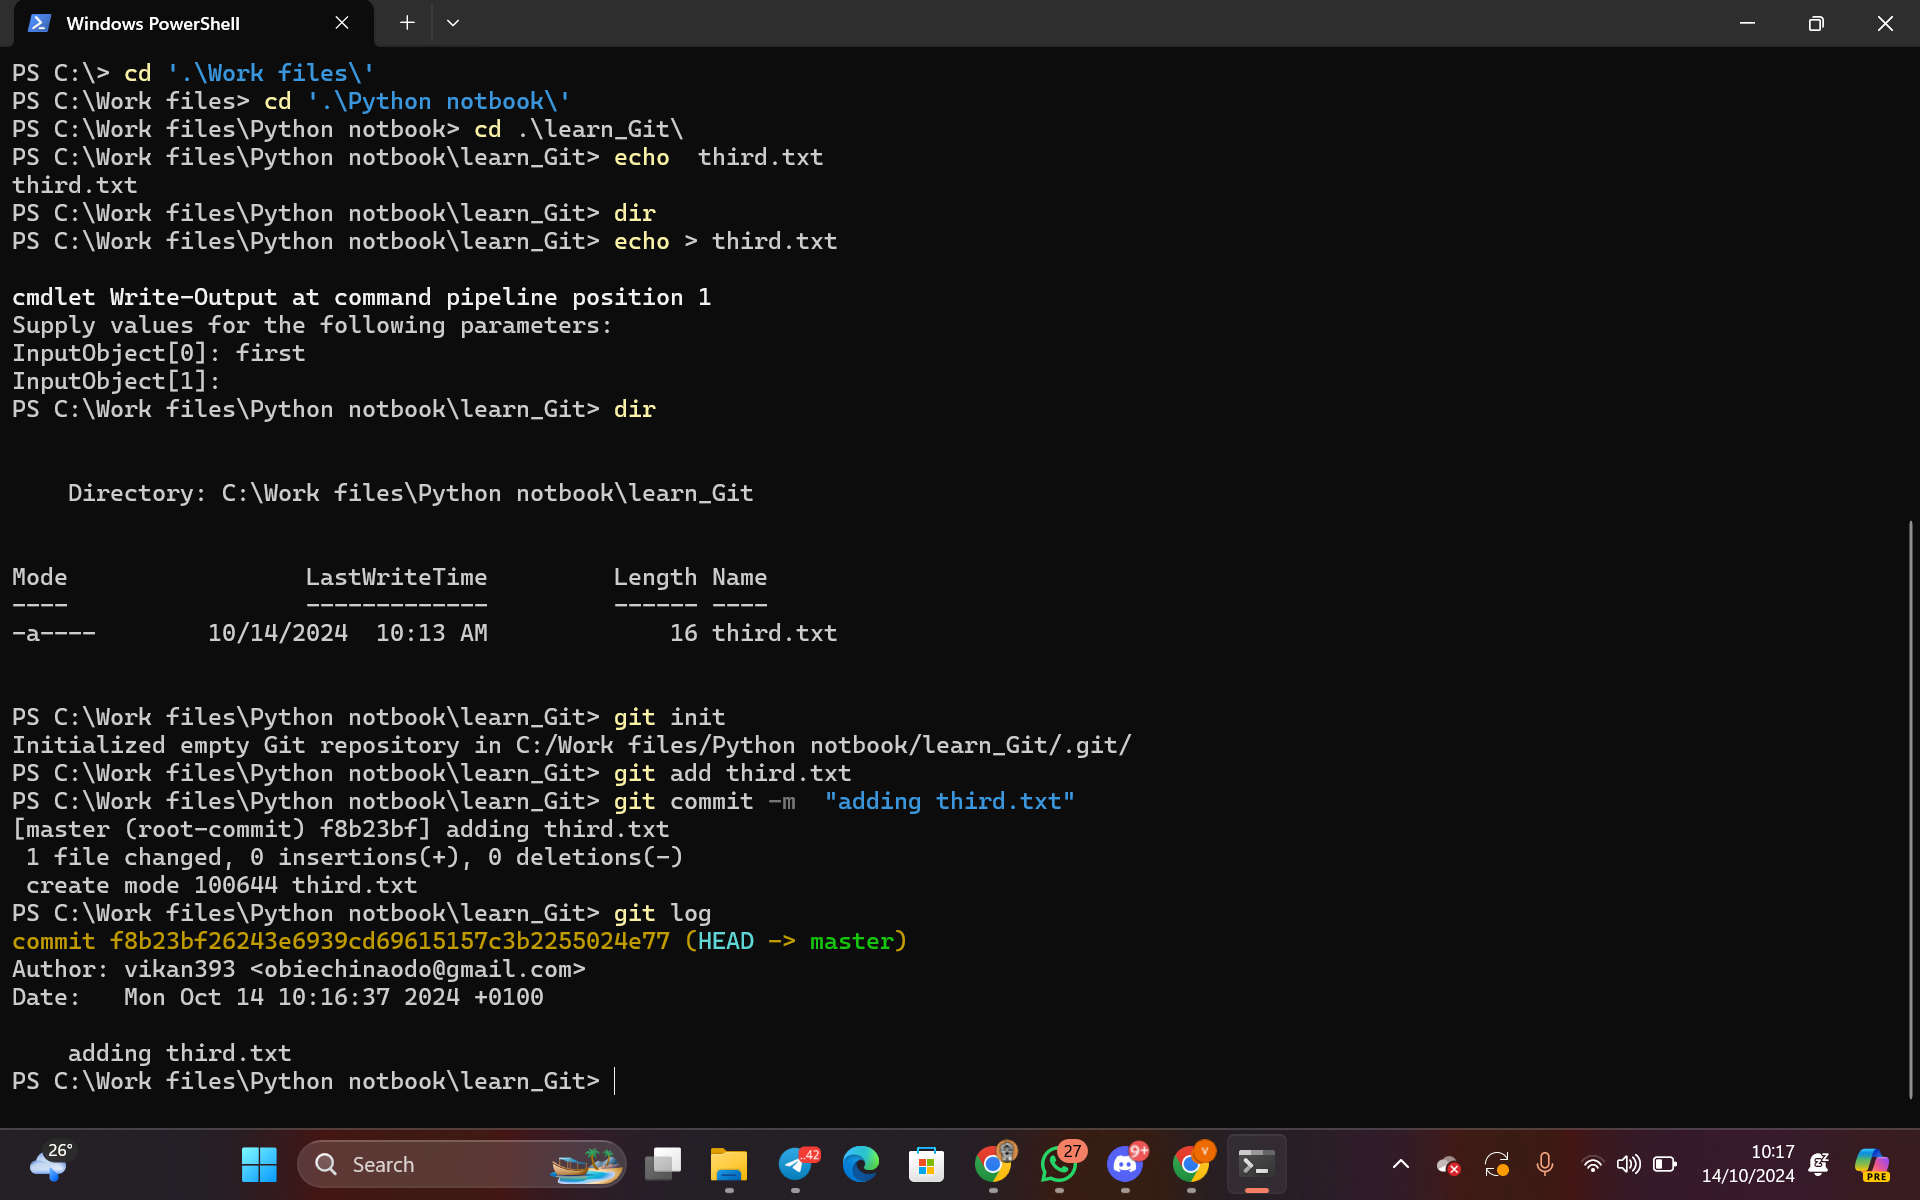 Windows PowerShell
PS C:\> cd '.\Work files\'
PS C:\Work files> cd '.\Python notbook\'
PS C:\Work files\Python notbook> cd .\learn_Git\
PS C:\Work files\Python notbook\learn_Git> echo  third.txt
third.txt
PS C:\Work files\Python notbook\learn_Git> dir
PS C:\Work files\Python notbook\learn_Git> echo > third.txt
cmdlet Write-Output at command pipeline position 1
Supply values for the following parameters:
InputObject[0]: first
InputObject[1]:
PS C:\Work files\Python notbook\learn_Git> dir
    Directory: C:\Work files\Python notbook\learn_Git
Mode                 LastWriteTime         Length Name
----                 -------------         ------ ----
-a----        10/14/2024  10:13 AM             16 third.txt
PS C:\Work files\Python notbook\learn_Git> git init
Initialized empty Git repository in C:/Work files/Python notbook/learn_Git/.git/
PS C:\Work files\Python notbook\learn_Git> git add third.txt
PS C:\Work files\Python notbook\learn_Git> git commit -m  "adding third.txt"
[master (root-commit) f8b23bf] adding third.txt
 1 file changed, 0 insertions(+), 0 deletions(-)
 create mode 100644 third.txt
PS C:\Work files\Python notbook\learn_Git> git log
commit f8b23bf26243e6939cd69615157c3b2255024e77 (HEAD -> master)
Author: vikan393 <obiechinaodo@gmail.com>
Date:   Mon Oct 14 10:16:37 2024 +0100
    adding third.txt
PS C:\Work files\Python notbook\learn_Git>
26°
Search
..42
27
9+
V
10:17
14/10/2024
PRE